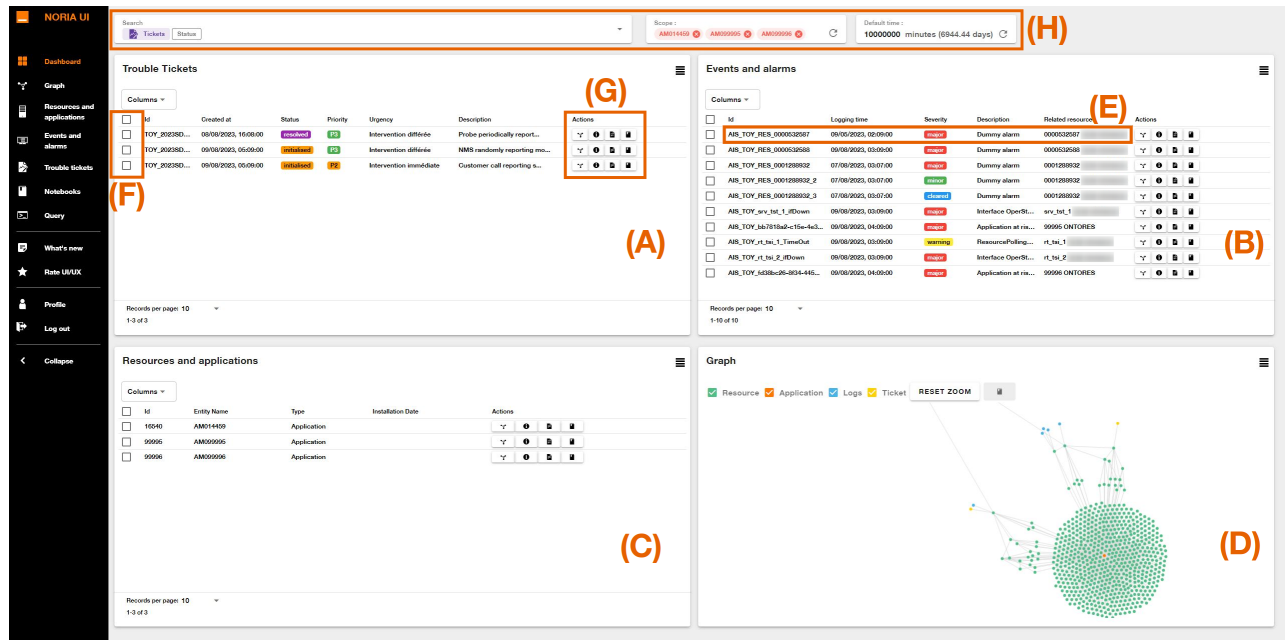 NORIA UI
Dashboard
Graph
Resources and
applications
Events and
alarms
Trouble tickets
Notebooks
Query
What's new
Rate UI/UX
Profile
Log out
Collapse
Search
Tickets Status
Scope :
AM014459 AM099995 AM099996
Default time :
10000000 minutes (6944.44 days)
(H)
Trouble Tickets
(G)
Columns
Id Created at Status Priority Urgency Description Actions
TOY_2023SD... 08/08/2023, 16:08:00 resolved P3 Intervention différée Probe periodically report...
TOY_2023SD... 09/08/2023, 05:09:00 initialised P3 Intervention différée NMS randomly reporting mo...
TOY_2023SD... 09/08/2023, 05:09:00 initialised P2 Intervention immédiate Customer call reporting s...
(F)
(A)
Records per page: 10
1-3 of 3
Events and alarms
Columns
(E)
Id Logging time Severity Description Related resource Actions
AIS_TOY_RES_0000532587 09/05/2023, 02:09:00 major Dummy alarm 0000532587
AIS_TOY_RES_0000532588 09/08/2023, 03:09:00 major Dummy alarm 0000532588
AIS_TOY_RES_0001288932 07/08/2023, 03:07:00 major Dummy alarm 0001288932
AIS_TOY_RES_0001288932_2 07/08/2023, 03:07:00 minor Dummy alarm 0001288932
AIS_TOY_RES_0001288932_3 07/08/2023, 03:07:00 cleared Dummy alarm 0001288932
AIS_TOY_srv_tst_1_ifDown 09/08/2023, 03:09:00 major Interface OperSt... srv_tst_1
AIS_TOY_bb7818a2-c15e-4e3... 09/08/2023, 04:09:00 major Application at ris... 99995 ONTORES
AIS_TOY_rt_tsi_1_TimeOut 09/08/2023, 03:09:00 warning ResourcePolling... rt_tsi_1
AIS_TOY_rt_tsi_2_ifDown 09/08/2023, 03:09:00 major Interface OperSt... rt_tsi_2
AIS_TOY_fd38bc26-8f34-445... 09/08/2023, 04:09:00 major Application at ris... 99996 ONTORES
(B)
Records per page: 10
1-10 of 10
Resources and applications
Columns
Id Entity Name Type Installation Date Actions
16540 AM014459 Application
99995 AM099995 Application
99996 AM099996 Application
(C)
Records per page: 10
1-3 of 3
Graph
Resource Application Logs Ticket RESET ZOOM
(D)